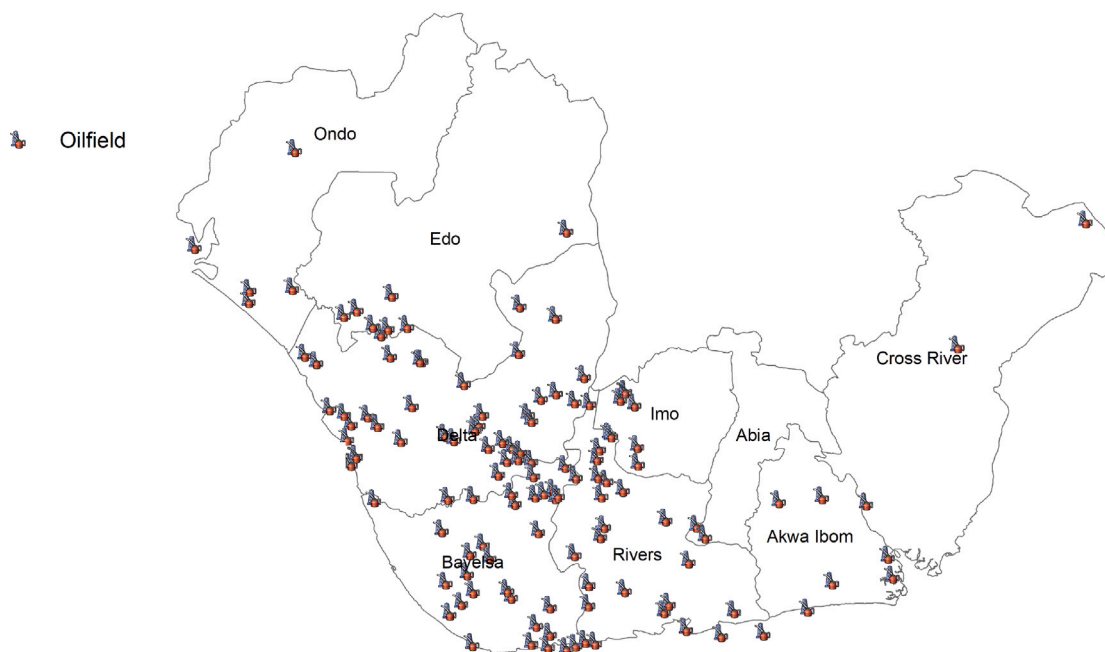 Ondo
Oilfield
Edo
Cross River
Imo
Delta
Abia
Akwa Ibom
Rivers
Bayelsa